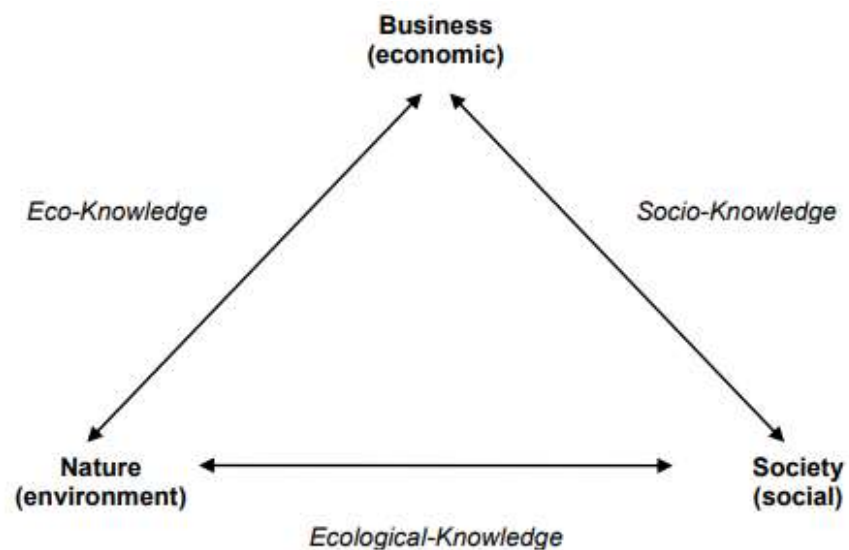 Business
(economic)
Eco-Knowledge
Socio-Knowledge
Nature
(environment)
Society
(social)
Ecological-Knowledge